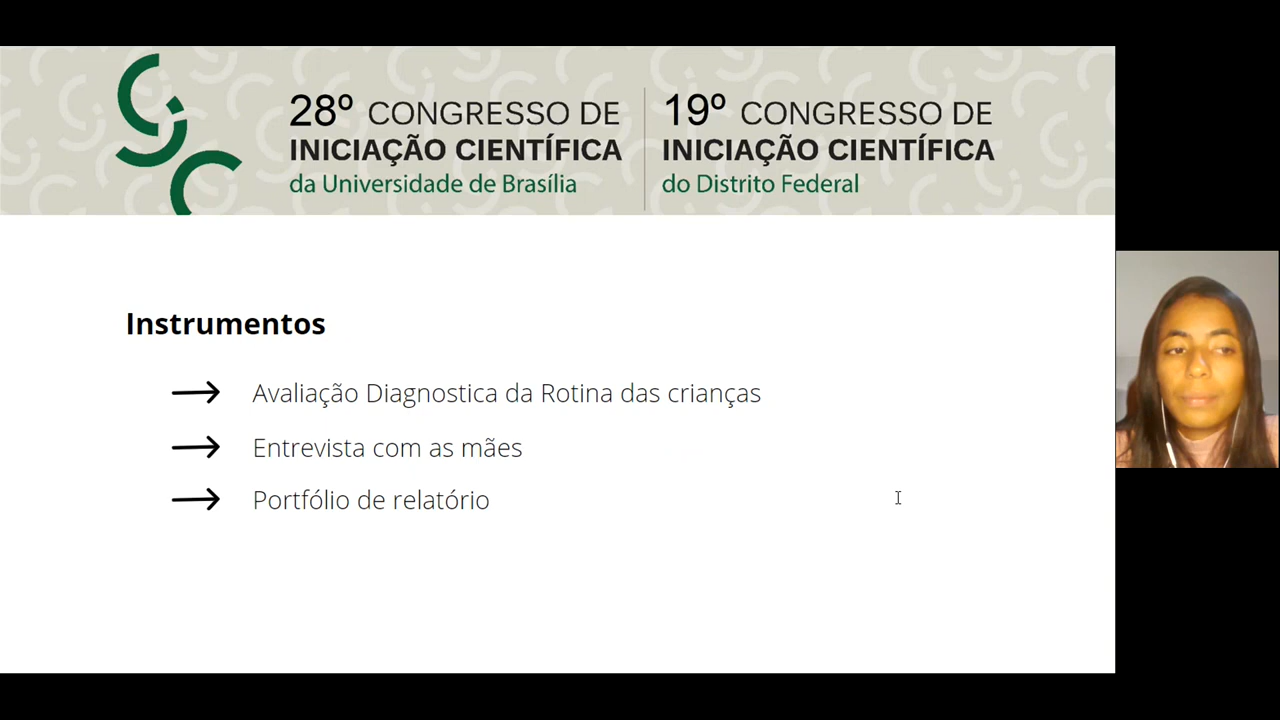 28º CONGRESSO DE
INICIAÇÃO CIENTÍFICA
da Universidade de Brasília
19º CONGRESSO DE
INICIAÇÃO CIENTÍFICA
do Distrito Federal
Instrumentos
Avaliação Diagnostica da Rotina das crianças
Entrevista com as mães
Portfólio de relatório